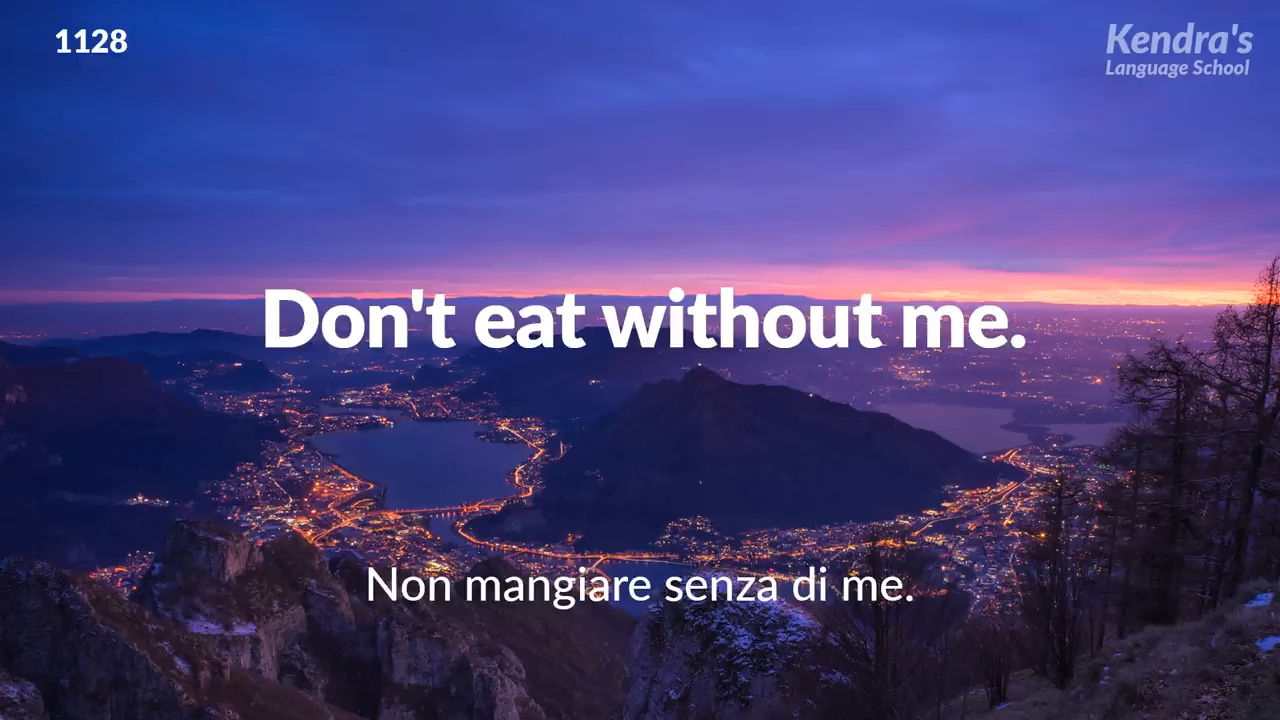 1128
Kendra's
Language School
Don't eat without me.
Non mangiare senza di me.